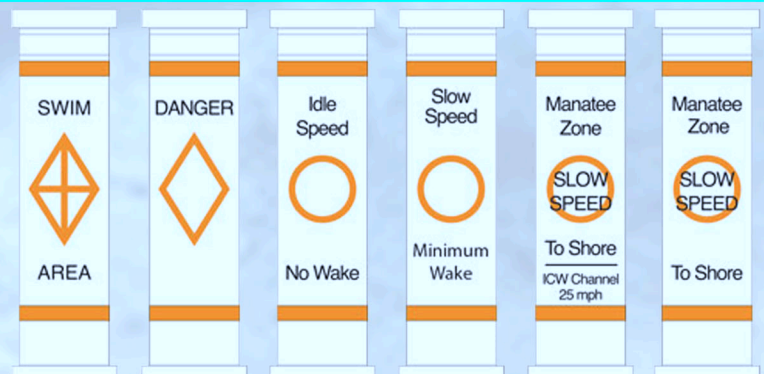 SWIM
AREA
DANGER
Idle
Speed
No Wake
Slow
Speed
Minimum
Wake
Manatee
Zone
SLOW
SPEED
To Shore
ICW Channel
25 mph
Manatee
Zone
SLOW
SPEED
To Shore